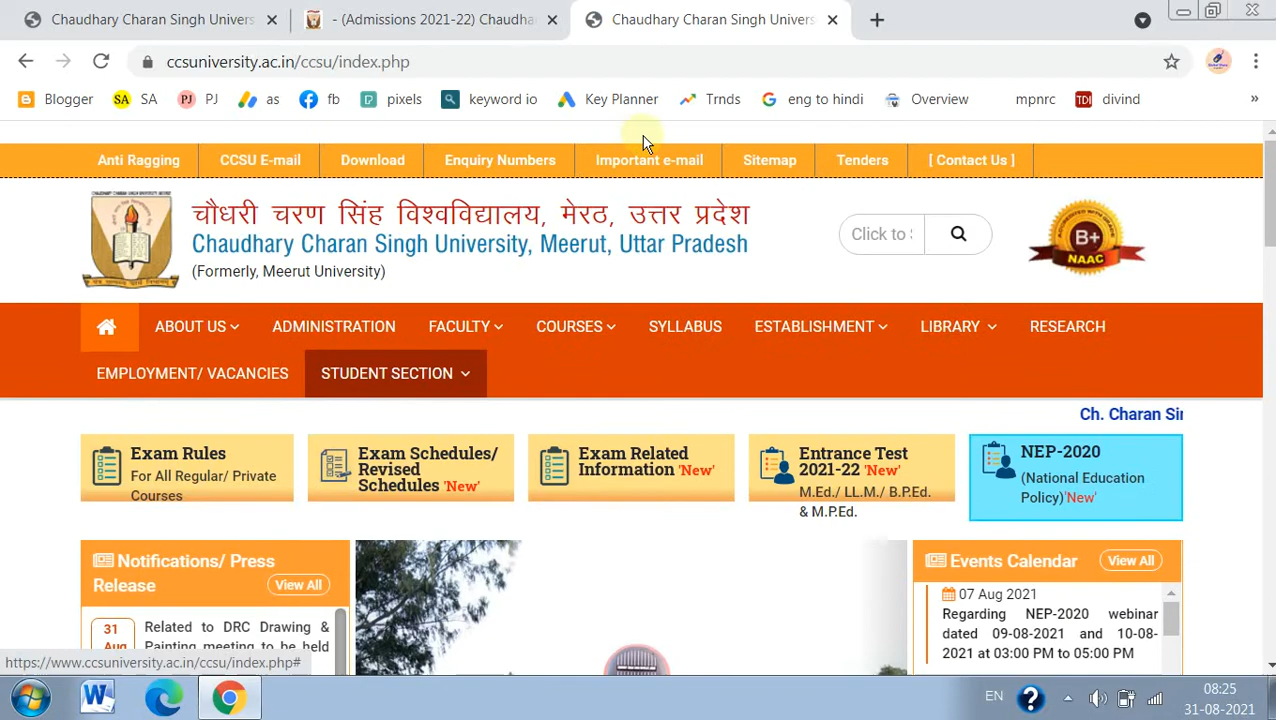 Chaudhary Charan Singh Univers
- (Admissions 2021-22) Chaudha
Chaudhary Charan Singh Univers
ccsuniversity.ac.in/ccsu/index.php
Blogger SA SA PJ PJ as fb pixels keyword io Key Planner Trnds eng to hindi Overview mpnrc TDI divind »
Anti Ragging CCSU E-mail Download Enquiry Numbers Important e-mail Sitemap Tenders [ Contact Us ]
चौधरी चरण सिंह विश्वविद्यालय, मेरठ, उत्तर प्रदेश
Chaudhary Charan Singh University, Meerut, Uttar Pradesh
(Formerly, Meerut University)
Click to S
B+
NAAC
ABOUT US ADMINISTRATION FACULTY COURSES SYLLABUS ESTABLISHMENT LIBRARY RESEARCH
EMPLOYMENT/ VACANCIES STUDENT SECTION
Ch. Charan Sin
Exam Rules
For All Regular/ Private
Courses
Exam Schedules/
Revised
Schedules 'New'
Exam Related
Information 'New'
Entrance Test
2021-22 'New'
M.Ed./ LL.M./ B.P.Ed.
& M.P.Ed.
NEP-2020
(National Education
Policy)'New'
Notifications/ Press
Release
View All
31
Aug
Related to DRC Drawing &
Painting meeting to be held
Events Calendar
View All
07 Aug 2021
Regarding NEP-2020 webinar
dated 09-08-2021 and 10-08-
2021 at 03:00 PM to 05:00 PM
https://www.ccsuniversity.ac.in/ccsu/index.php#
EN
08:25
31-08-2021